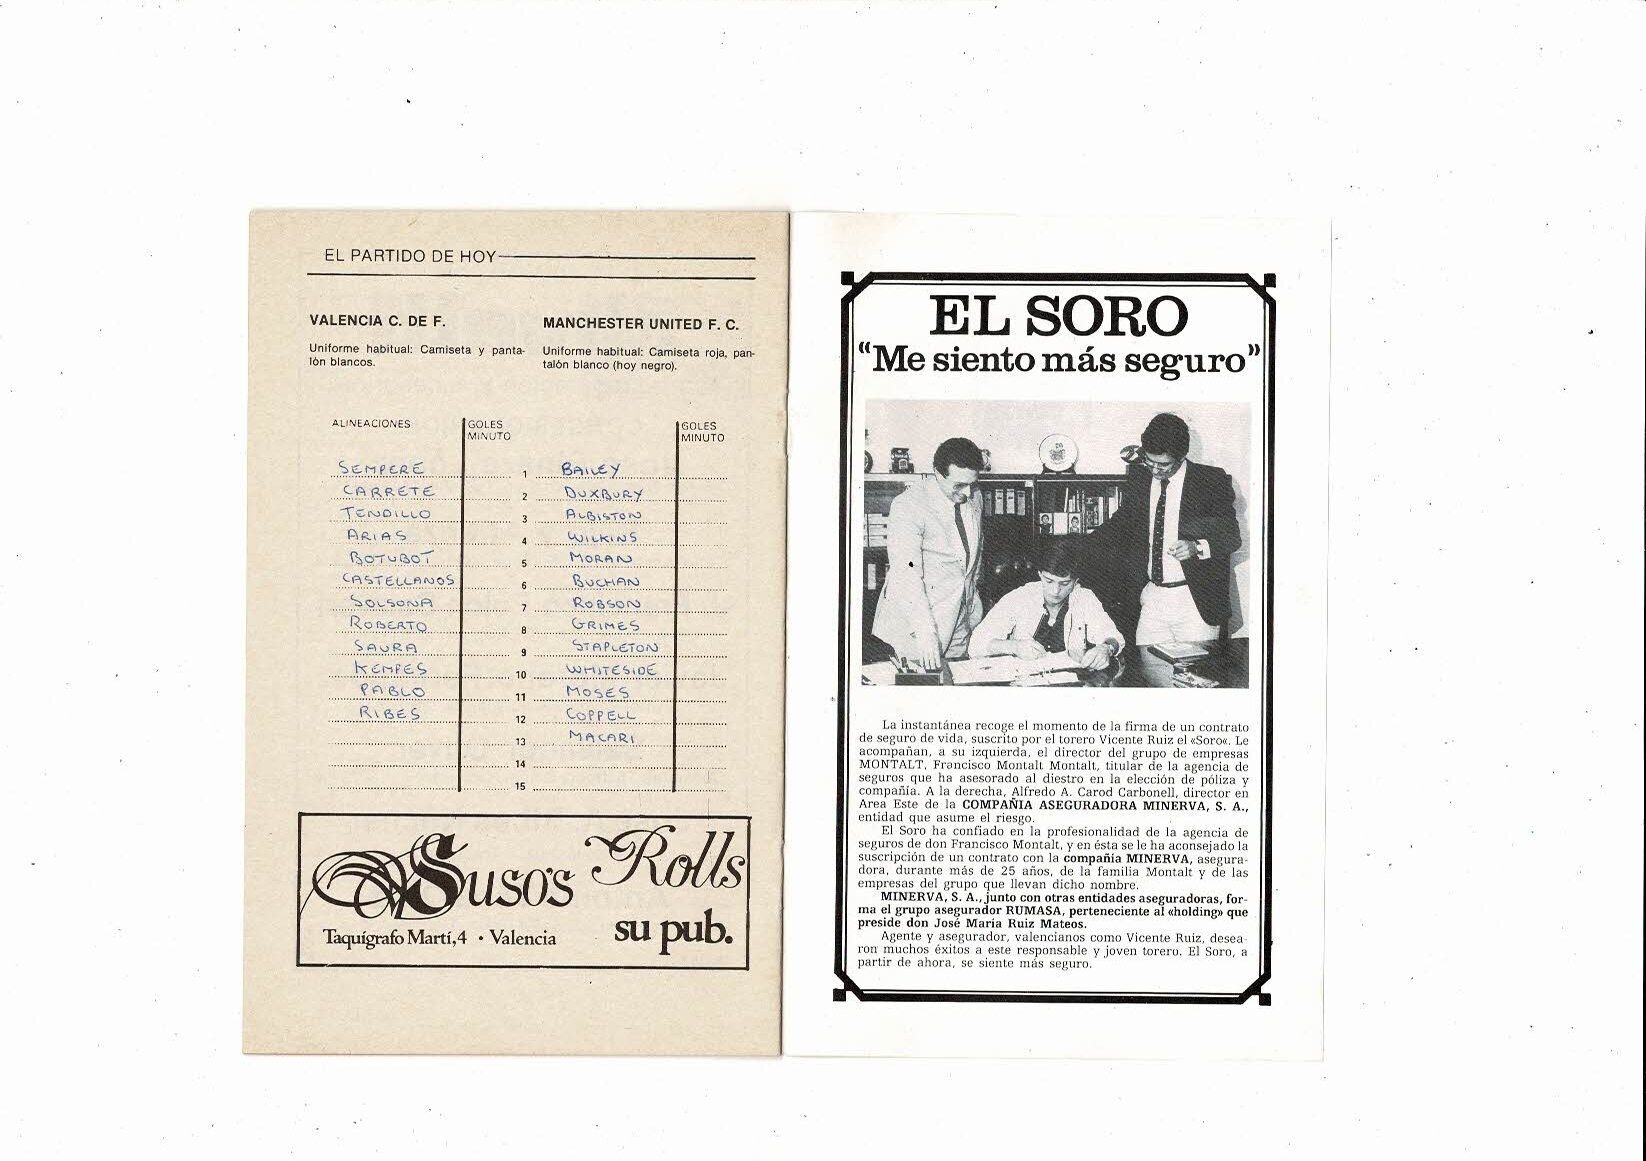 EL PARTIDO DE HOY
VALENCIA C. DE F.
Uniforme habitual: Camiseta y panta-
lón blancos.
MANCHESTER UNITED F. C.
Uniforme habitual: Camiseta roja, pan-
talón blanco (hoy negro).
ALINEACIONES GOLES MINUTO GOLES MINUTO
SEMPERE 1 BAILEY
CARRETE 2 DUXBURY
TENDILLO 3 ALBISTON
ARIAS 4 WILKINS
BOTUBOT 5 MORAN
CASTELLANOS 6 BUCHAN
SOLSONA 7 ROBSON
ROBERTO 8 GRIMES
SAURA 9 STAPLETON
KEMPES 10 WHITESIDE
PABLO 11 MOSES
RIBES 12 COPPELL
13 MACARI
14
15
SUSO'S Rolls
Taquígrafo Martí,4 · Valencia su pub.
EL SORO
“Me siento más seguro”
La instantánea recoge el momento de la firma de un contrato
de seguro de vida, suscrito por el torero Vicente Ruiz el «Soro«. Le
acompañan, a su izquierda, el director del grupo de empresas
MONTALT, Francisco Montalt Montalt, titular de la agencia de
seguros que ha asesorado al diestro en la elección de póliza y
compañía. A la derecha, Alfredo A. Carod Carbonell, director en
Area Este de la COMPAÑIA ASEGURADORA MINERVA, S. A.,
entidad que asume el riesgo.
El Soro ha confiado en la profesionalidad de la agencia de
seguros de don Francisco Montalt, y en ésta se le ha aconsejado la
suscripción de un contrato con la compañía MINERVA, asegura-
dora, durante más de 25 años, de la familia Montalt y de las
empresas del grupo que llevan dicho nombre.
MINERVA, S. A., junto con otras entidades aseguradoras, for-
ma el grupo asegurador RUMASA, perteneciente al «holding» que
preside don José María Ruiz Mateos.
Agente y asegurador, valencianos como Vicente Ruiz, desea-
ron muchos éxitos a este responsable y joven torero. El Soro, a
partir de ahora, se siente más seguro.